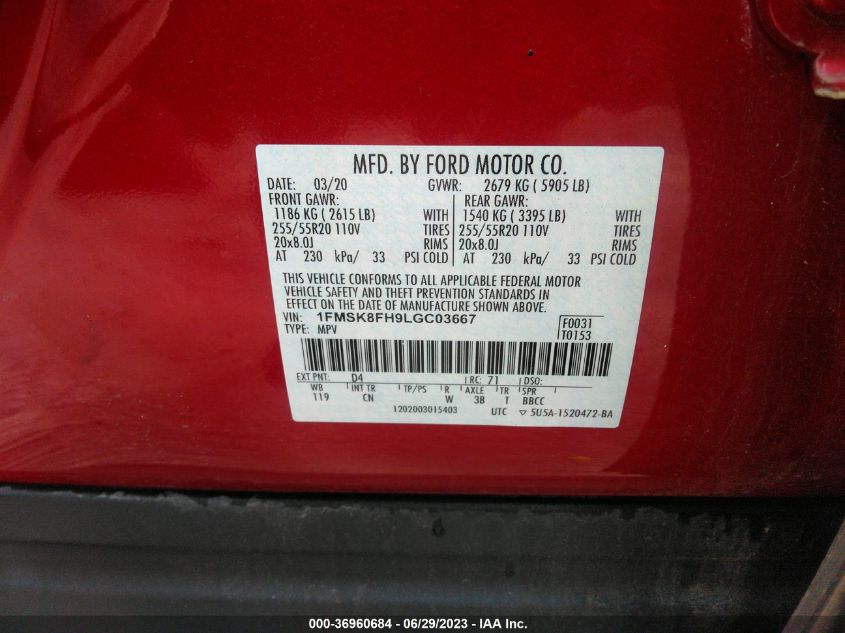 MFD. BY FORD MOTOR CO.
DATE: 03/20 GVWR: 2679 KG ( 5905 LB)
FRONT GAWR: REAR GAWR:
1186 KG ( 2615 LB) WITH 1540 KG ( 3395 LB) WITH
255/55R20 110V TIRES 255/55R20 110V TIRES
20x8.0J RIMS 20x8.0J RIMS
AT 230 kPa/ 33 PSI COLD AT 230 kPa/ 33 PSI COLD
THIS VEHICLE CONFORMS TO ALL APPLICABLE FEDERAL MOTOR
VEHICLE SAFETY AND THEFT PREVENTION STANDARDS IN
EFFECT ON THE DATE OF MANUFACTURE SHOWN ABOVE.
VIN: 1FMSK8FH9LGC03667 F0031
TYPE: MPV T0153
EXT PNT: D4 RC: 71 DSO:
WB INT TR TP/PS R AXLE TR SPR
119 CN W 3B T BBCC
1202003015403 UTC ▽ 5U5A-1520472-BA
000-36960684 / 06/29/2023 - IAA Inc.